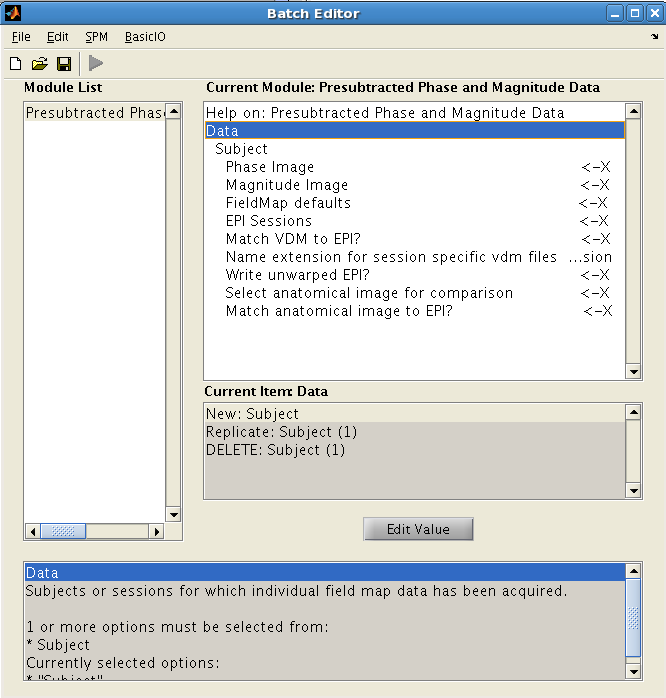 Batch Editor
File Edit SPM BasicIO
Module List
Presubtracted Phas
Current Module: Presubtracted Phase and Magnitude Data
Help on: Presubtracted Phase and Magnitude Data
Data
Subject
Phase Image <-X
Magnitude Image <-X
FieldMap defaults <-X
EPI Sessions <-X
Match VDM to EPI? <-X
Name extension for session specific vdm files ...sion
Write unwarped EPI? <-X
Select anatomical image for comparison <-X
Match anatomical image to EPI? <-X
Current Item: Data
New: Subject
Replicate: Subject (1)
DELETE: Subject (1)
Edit Value
Data
Subjects or sessions for which individual field map data has been acquired.
1 or more options must be selected from:
* Subject
Currently selected options:
* "Subject"